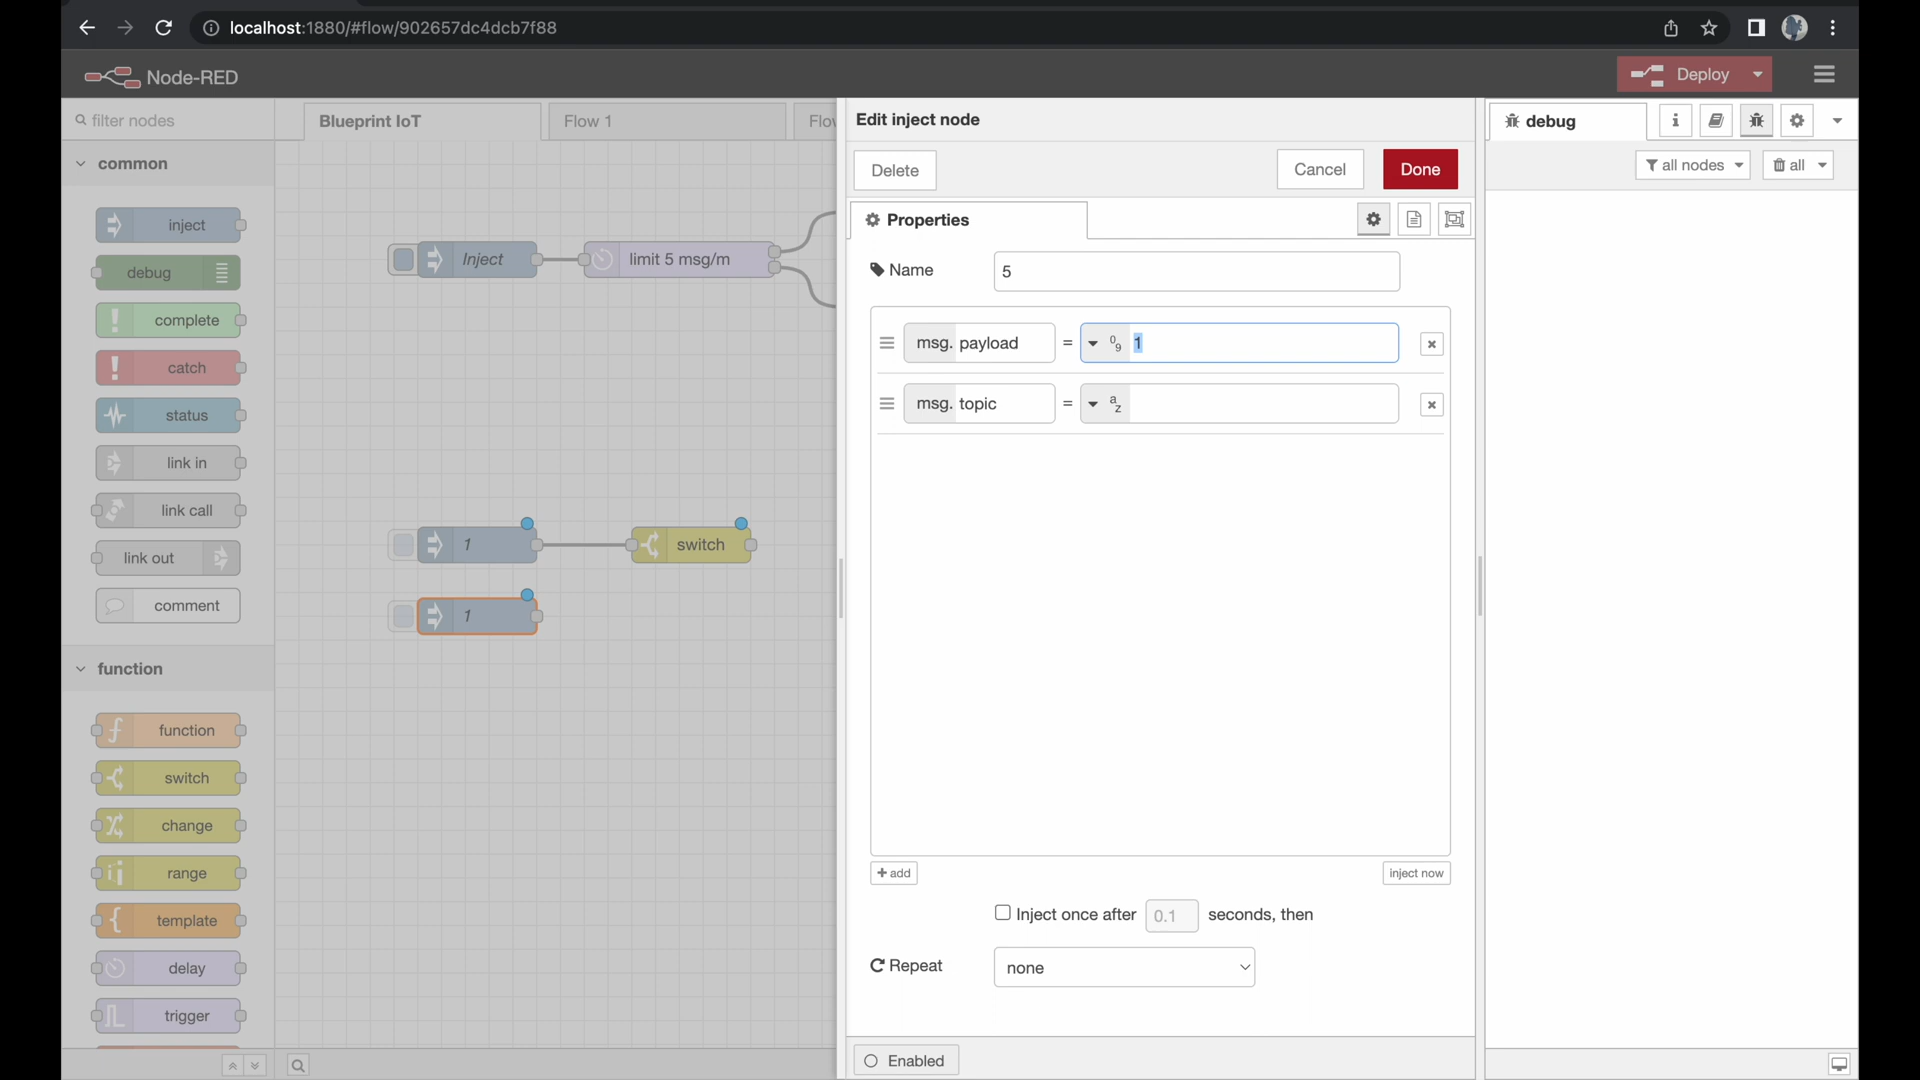 localhost:1880/#flow/902657dc4dcb7f88
Node-RED
Deploy
filter nodes
common
inject
debug
complete
catch
status
link in
link call
link out
comment
function
function
switch
change
range
template
delay
trigger
Blueprint IoT
Flow 1
Flov
Inject
limit 5 msg/m
1
switch
1
Edit inject node
Delete
Cancel
Done
Properties
Name
5
msg. payload = 0 9 1
msg. topic = a z
add
inject now
Inject once after 0.1 seconds, then
Repeat
none
Enabled
debug
i
all nodes
all